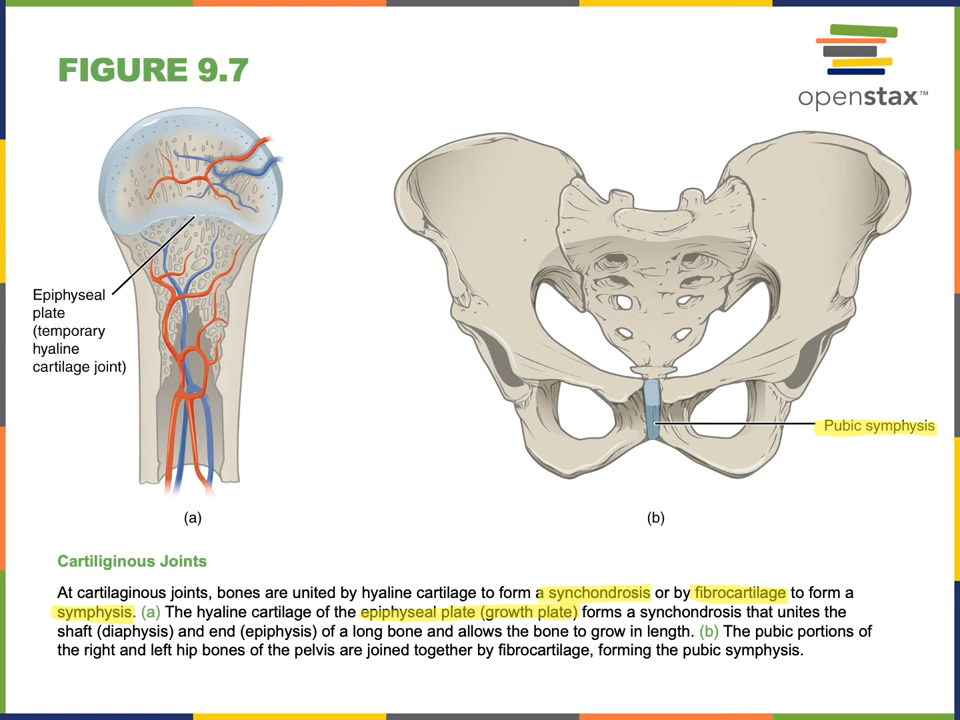 FIGURE 9.7
openstax™
Epiphyseal
plate
(temporary
hyaline
cartilage joint)
Pubic symphysis
(a)
(b)
Cartiliginous Joints
At cartilaginous joints, bones are united by hyaline cartilage to form a synchondrosis or by fibrocartilage to form a
symphysis. (a) The hyaline cartilage of the epiphyseal plate (growth plate) forms a synchondrosis that unites the
shaft (diaphysis) and end (epiphysis) of a long bone and allows the bone to grow in length. (b) The pubic portions of
the right and left hip bones of the pelvis are joined together by fibrocartilage, forming the pubic symphysis.